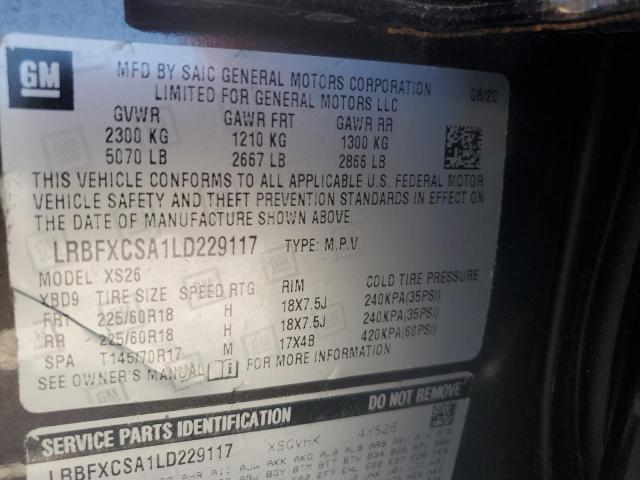 GM
MFD BY SAIC GENERAL MOTORS CORPORATION
LIMITED FOR GENERAL MOTORS LLC
08/20
GVWR GAWR FRT GAWR RR
2300 KG 1210 KG 1300 KG
5070 LB 2667 LB 2866 LB
THIS VEHICLE CONFORMS TO ALL APPLICABLE U.S. FEDERAL MOTOR
VEHICLE SAFETY AND THEFT PREVENTION STANDARDS IN EFFECT ON
THE DATE OF MANUFACTURE SHOWN ABOVE.
LRBFXCSA1LD229117 TYPE: M.P.V.
MODEL: XS26
XBD9 TIRE SIZE SPEED RTG RIM COLD TIRE PRESSURE
FRT 225/60R18 H 18X7.5J 240KPA(35PSI)
RR 225/60R18 H 18X7.5J 240KPA(35PSI)
SPA T145/70R17 M 17X4B 420KPA(60PSI)
SEE OWNER'S MANUAL FOR MORE INFORMATION.
SERVICE PARTS IDENTIFICATION DO NOT REMOVE
LRBFXCSA1LD229117 4XS26